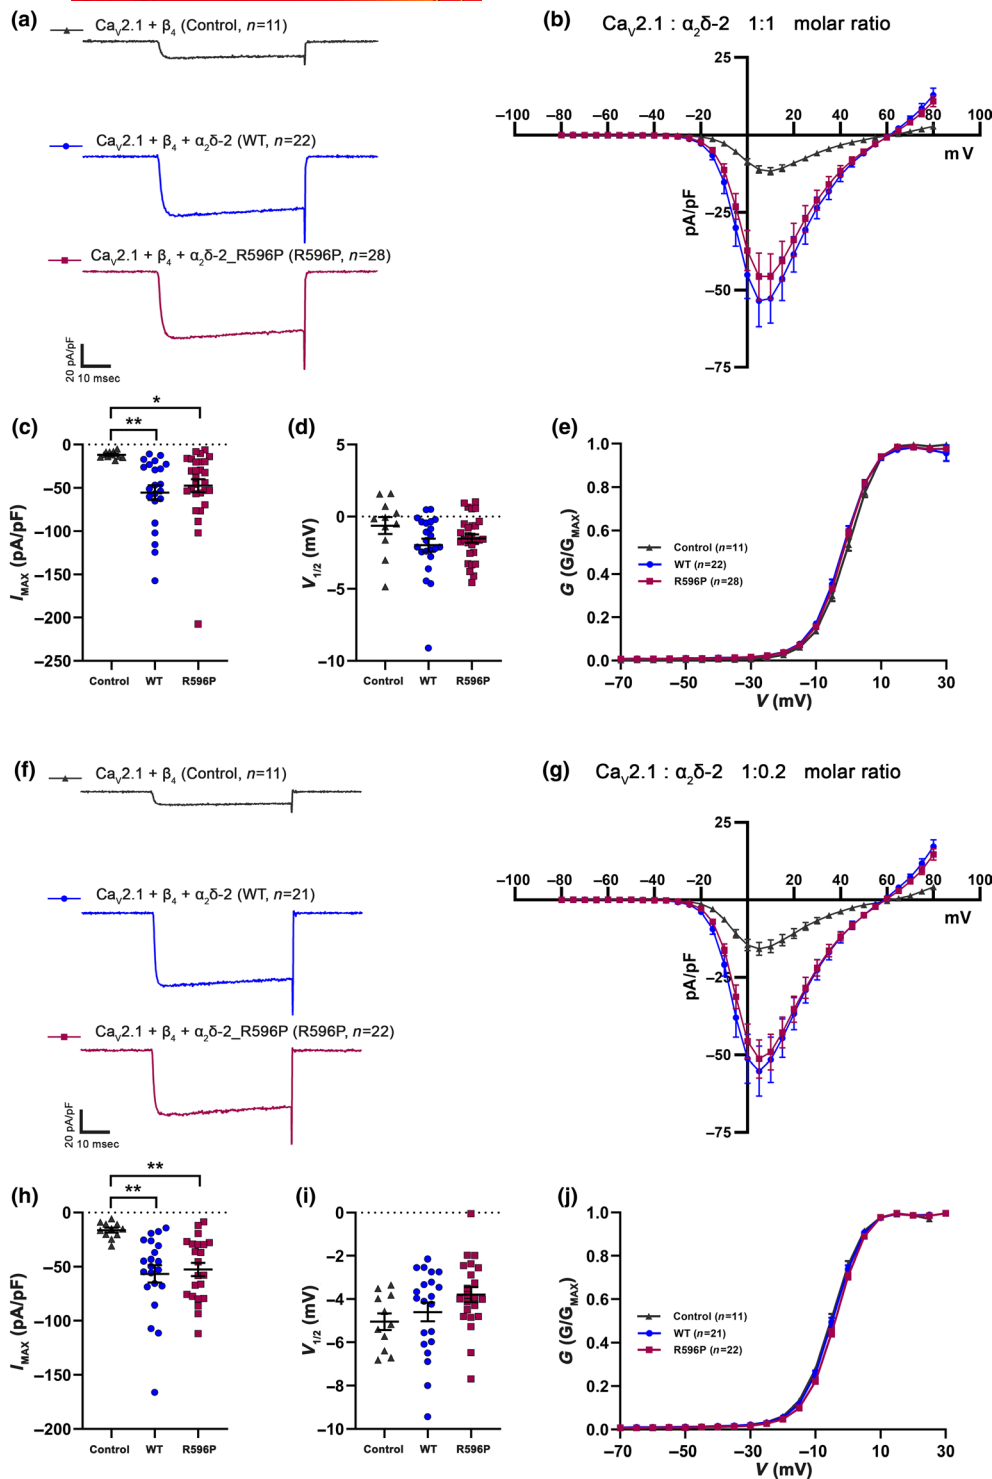 (a)
Caᵥ2.1 + β₄ (Control, n=11)
Caᵥ2.1 + β₄ + α₂δ-2 (WT, n=22)
Caᵥ2.1 + β₄ + α₂δ-2_R596P (R596P, n=28)
20 pA/pF
10 msec
(b) Caᵥ2.1 : α₂δ-2 1:1 molar ratio
25
−100 −80 −60 −40 −20 20 40 60 80 100
mV
pA/pF
−25
−50
−75
(c)
*
**
0
−50
−100
−150
−200
−250
I_MAX (pA/pF)
Control WT R596P
(d)
5
0
−5
−10
V1/2 (mV)
Control WT R596P
(e)
1.0
0.8
0.6
0.4
0.2
0.0
G (G/G_MAX)
Control (n=11)
WT (n=22)
R596P (n=28)
−70 −50 −30 −10 10 30
V (mV)
(f)
Caᵥ2.1 + β₄ (Control, n=11)
Caᵥ2.1 + β₄ + α₂δ-2 (WT, n=21)
Caᵥ2.1 + β₄ + α₂δ-2_R596P (R596P, n=22)
20 pA/pF
10 msec
(g) Caᵥ2.1 : α₂δ-2 1:0.2 molar ratio
25
−100 −80 −60 −40 −20 20 40 60 80 100
mV
pA/pF
−25
−50
−75
(h)
**
**
0
−50
−100
−150
−200
I_MAX (pA/pF)
Control WT R596P
(i)
0
−2
−4
−6
−8
−10
V1/2 (mV)
Control WT R596P
(j)
1.0
0.8
0.6
0.4
0.2
0.0
G (G/G_MAX)
Control (n=11)
WT (n=21)
R596P (n=22)
−70 −50 −30 −10 10 30
V (mV)